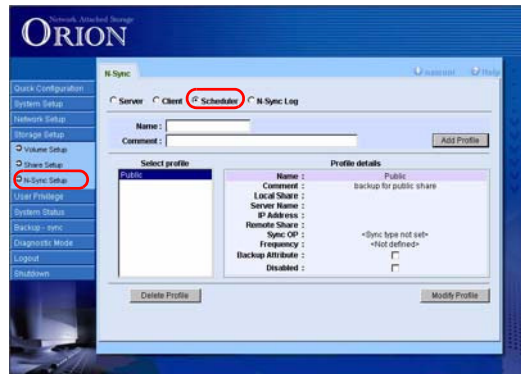 Network Attached Storage
ORION
N-Sync
Help
Quick Configuration
System Setup
Network Setup
Storage Setup
Volume Setup
Share Setup
N-Sync Setup
User Privilege
System Status
Backup - nync
Diagnostic Mode
Logout
Shutdown
Server Client Scheduler N-Sync Log
Name :
Comment :
Add Profile
Select profile
Public
Profile details
Name : Public
Comment : backup for public share
Local Share :
Server Name :
IP Address :
Remote Share :
Sync OP : <Sync type not set>
Frequency : <Not defined>
Backup Attribute :
Disabled :
Delete Profile
Modify Profile